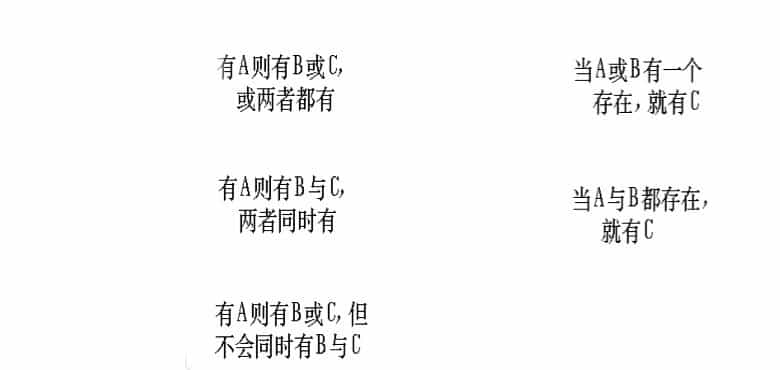 有A则有B或C,
或两者都有
当A或B有一个
存在,就有C
有A则有B与C,
两者同时有
当A与B都存在,
就有C
有A则有B或C,但
不会同时有B与C